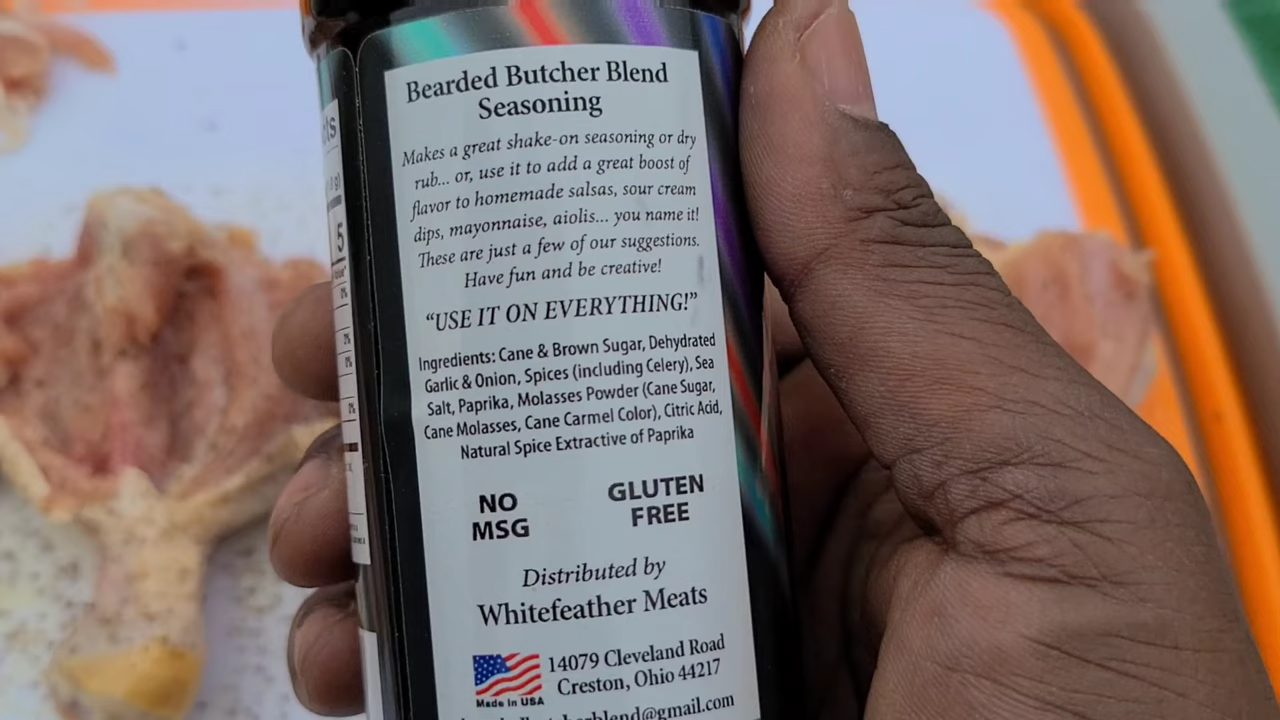 Bearded Butcher Blend
Seasoning
Makes a great shake-on seasoning or dry
rub... or, use it to add a great boost of
flavor to homemade salsas, sour cream
dips, mayonnaise, aiolis... you name it!
These are just a few of our suggestions.
Have fun and be creative!
“USE IT ON EVERYTHING!”
Ingredients: Cane & Brown Sugar, Dehydrated
Garlic & Onion, Spices (including Celery), Sea
Salt, Paprika, Molasses Powder (Cane Sugar,
Cane Molasses, Cane Carmel Color), Citric Acid,
Natural Spice Extractive of Paprika
NO
MSG
GLUTEN
FREE
Distributed by
Whitefeather Meats
Made In USA
14079 Cleveland Road
Creston, Ohio 44217
5